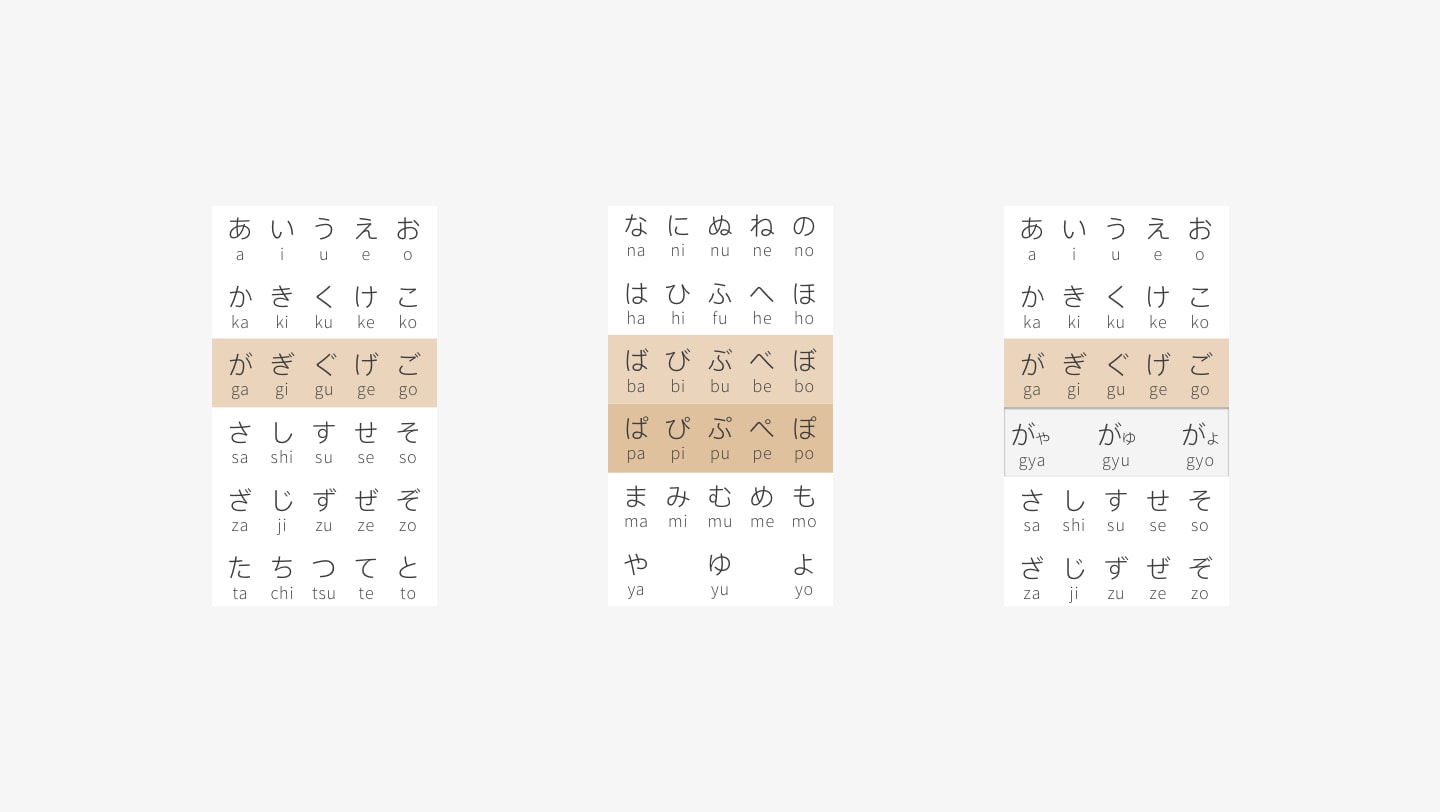 あ い う え お
a i u e o
か き く け こ
ka ki ku ke ko
が ぎ ぐ げ ご
ga gi gu ge go
さ し す せ そ
sa shi su se so
ざ じ ず ぜ ぞ
za ji zu ze zo
た ち つ て と
ta chi tsu te to
な に ぬ ね の
na ni nu ne no
は ひ ふ へ ほ
ha hi fu he ho
ば び ぶ べ ぼ
ba bi bu be bo
ぱ ぴ ぷ ぺ ぽ
pa pi pu pe po
ま み む め も
ma mi mu me mo
や ゆ よ
ya yu yo
あ い う え お
a i u e o
か き く け こ
ka ki ku ke ko
が ぎ ぐ げ ご
ga gi gu ge go
がゃ がゅ がょ
gya gyu gyo
さ し す せ そ
sa shi su se so
ざ じ ず ぜ ぞ
za ji zu ze zo